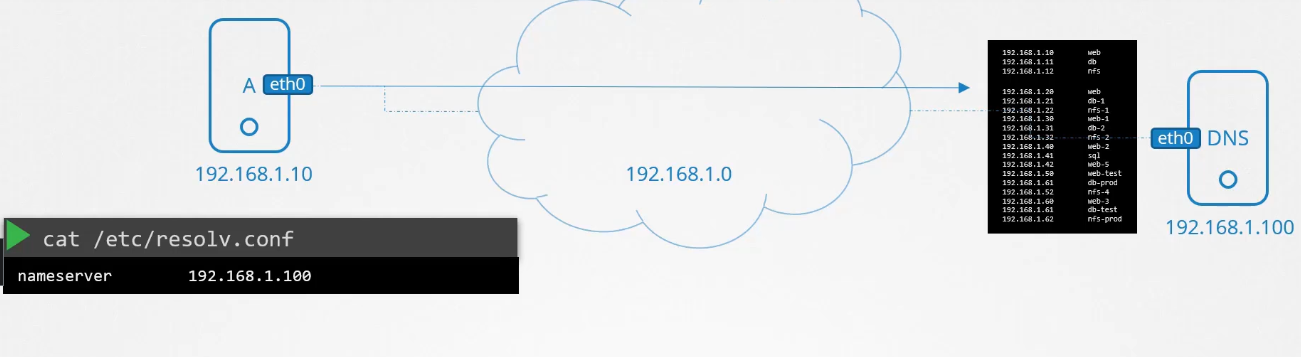 A eth0
192.168.1.10
192.168.1.0
192.168.1.10 web
192.168.1.11 db
192.168.1.12 nfs
192.168.1.20 web
192.168.1.21 db-1
192.168.1.22 nfs-1
192.168.1.30 web-1
192.168.1.31 db-2
192.168.1.32 nfs-2
192.168.1.40 web-2
192.168.1.41 sql
192.168.1.42 web-5
192.168.1.50 web-test
192.168.1.61 db-prod
192.168.1.52 nfs-4
192.168.1.60 web-3
192.168.1.61 db-test
192.168.1.62 nfs-prod
eth0 DNS
192.168.1.100
cat /etc/resolv.conf
nameserver 192.168.1.100